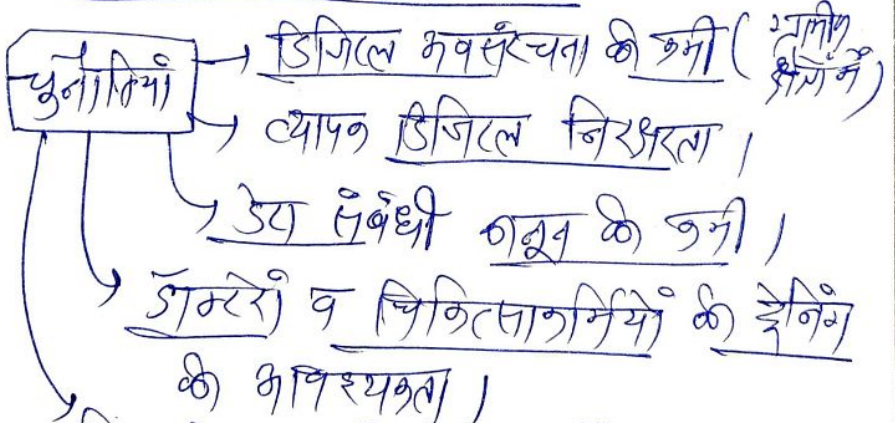 चुनौतियां → डिजिटल अवसंरचना की कमी (ग्रामीण क्षेत्रों में)
→ व्यापक डिजिटल निरक्षरता।
→ डेटा संबंधी कानून की कमी।
→ डॉक्टरों व चिकित्साकर्मियों की ट्रेनिंग
की आवश्यकता।